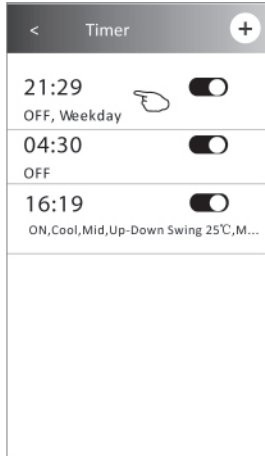 < Timer +
21:29
OFF, Weekday
04:30
OFF
16:19
ON,Cool,Mid,Up-Down Swing 25℃,M...